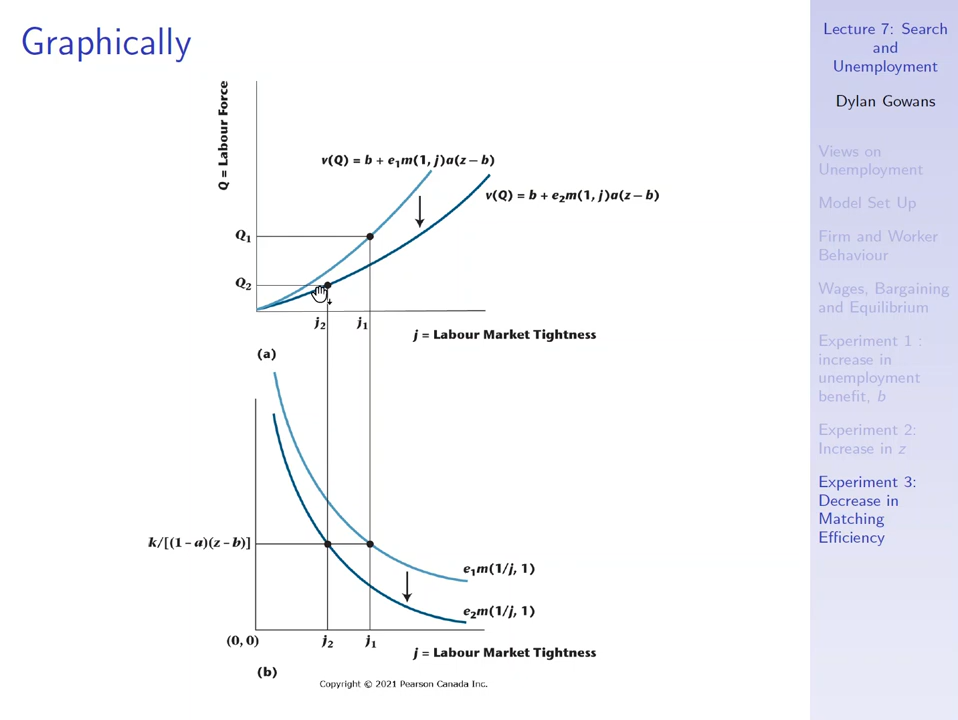 Graphically
Q = Labour Force
v(Q) = b + e₁m(1, j)a(z – b)
v(Q) = b + e₂m(1, j)a(z – b)
Q₁
Q₂
j₂
j₁
j = Labour Market Tightness
(a)
k/[(1 – a)(z – b)]
e₁m(1/j, 1)
e₂m(1/j, 1)
(0, 0)
j₂
j₁
j = Labour Market Tightness
(b)
Copyright © 2021 Pearson Canada Inc.
Lecture 7: Search
and
Unemployment
Dylan Gowans
Views on
Unemployment
Model Set Up
Firm and Worker
Behaviour
Wages, Bargaining
and Equilibrium
Experiment 1 :
increase in
unemployment
benefit, b
Experiment 2:
Increase in z
Experiment 3:
Decrease in
Matching
Efficiency